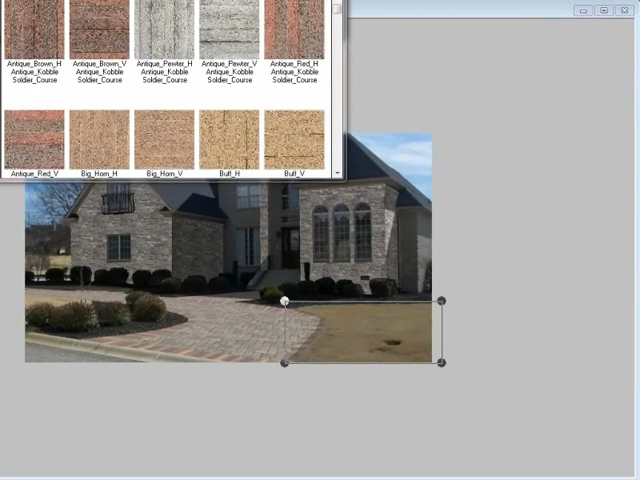 Antique_Brown_H Antique_Brown_V Antique_Pewter_H Antique_Pewter_V Antique_Red_H
Antique_Kobble Antique_Kobble Antique_Kobble Antique_Kobble Antique_Kobble
Soldier_Course Soldier_Course Soldier_Course Soldier_Course Soldier_Course
Antique_Red_V Big_Horn_H Big_Horn_V Buff_H Buff_V